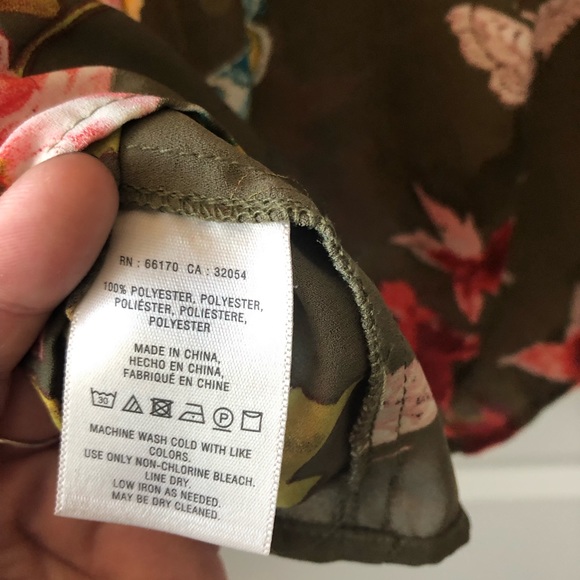 RN : 66170 CA : 32054
100% POLYESTER, POLYESTER,
POLIÉSTER, POLIESTERE,
POLYESTER
MADE IN CHINA,
HECHO EN CHINA,
FABRIQUÉ EN CHINE
30 P
MACHINE WASH COLD WITH LIKE
COLORS.
USE ONLY NON-CHLORINE BLEACH.
LINE DRY.
LOW IRON AS NEEDED.
MAY BE DRY CLEANED.